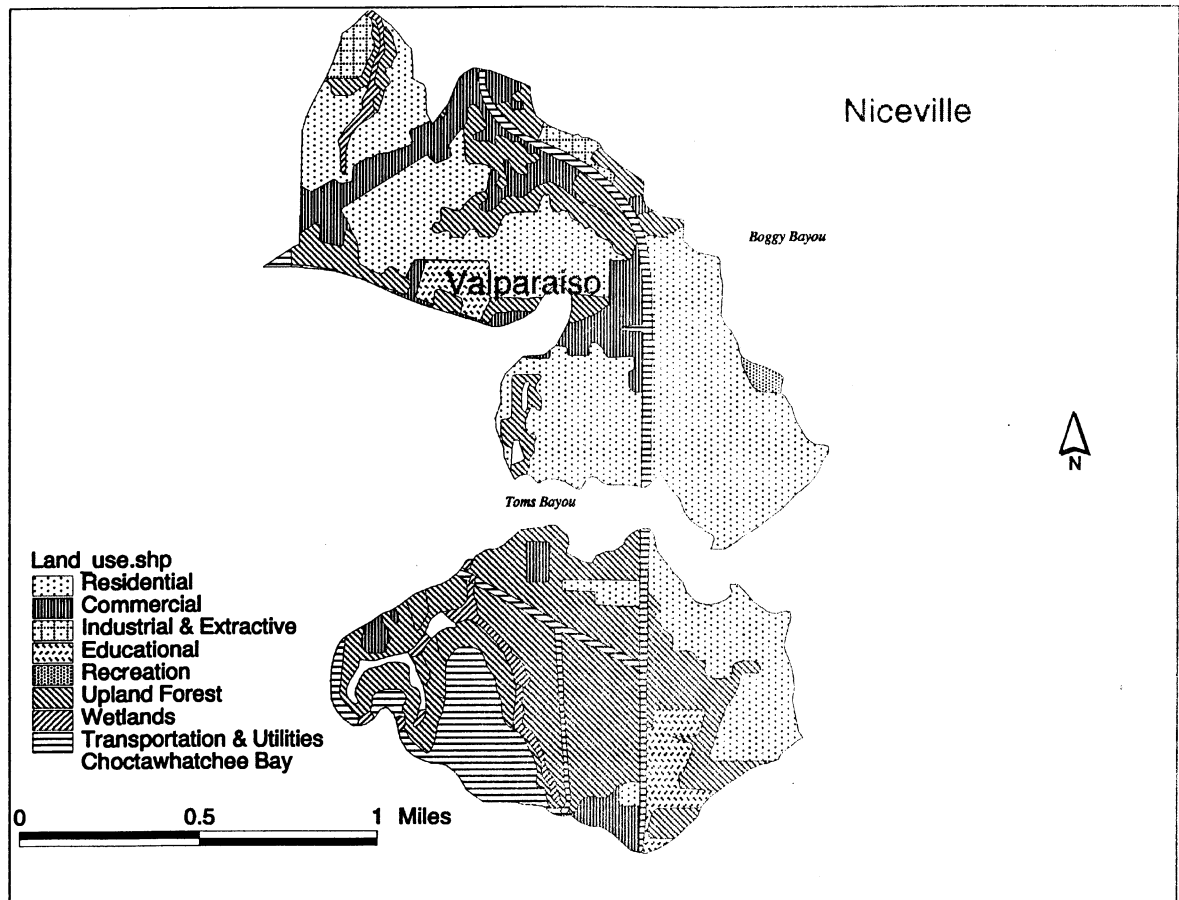 Niceville
Boggy Bayou
Valparaiso
Toms Bayou
N
Land_use.shp
Residential
Commercial
Industrial & Extractive
Educational
Recreation
Upland Forest
Wetlands
Transportation & Utilities
Choctawhatchee Bay
0 0.5 1 Miles